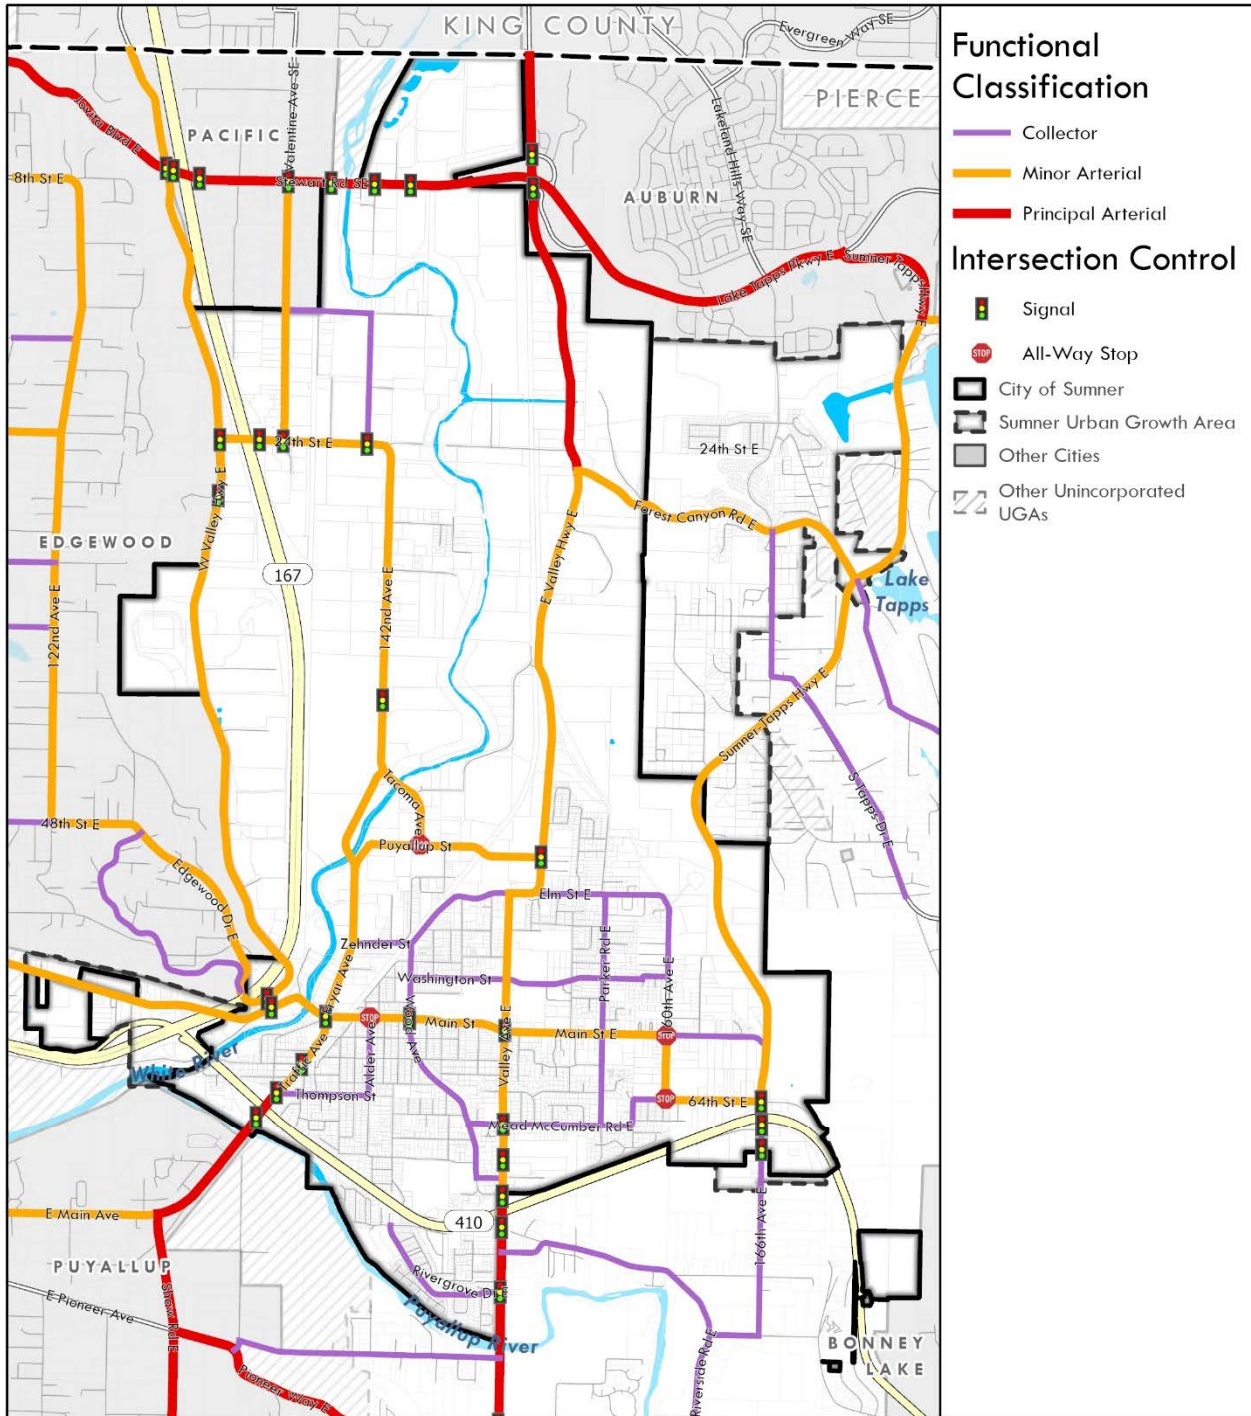 KING COUNTY
Evergreen Way SE
PIERCE
Jovita Blvd E
PACIFIC
Valentine Ave SE
Lakeland Hills Way SE
8th St E
Stewart Rd SE
AUBURN
Lake Tapps Pkwy E
Sumner Tapps Hwy E
24th St E
24th St E
W Valley Hwy E
Forest Canyon Rd E
EDGEWOOD
E Valley Hwy E
167
Lake
Tapps
122nd Ave E
142nd Ave E
Sumner-Tapps Hwy E
Tacoma Ave
S Tapps Dr E
48th St E
Puyallup St
Edgewood Dr E
Elm St E
Zehnder St
Fryar Ave
Washington St
Parker Rd E
160th Ave E
Wood Ave
STOP
Main St
Main St E
STOP
Valley Ave E
White River
Traffic Ave
Alder Ave
Thompson St
STOP
64th St E
Mead McCumber Rd E
166th Ave E
E Main Ave
410
PUYALLUP
Rivergrove Dr E
E Pioneer Ave
Shaw Rd E
Puyallup River
Riverside Rd E
BONNEY
LAKE
Pioneer Way E
Functional
Classification
Collector
Minor Arterial
Principal Arterial
Intersection Control
Signal
STOP
All-Way Stop
City of Sumner
Sumner Urban Growth Area
Other Cities
Other Unincorporated
UGAs